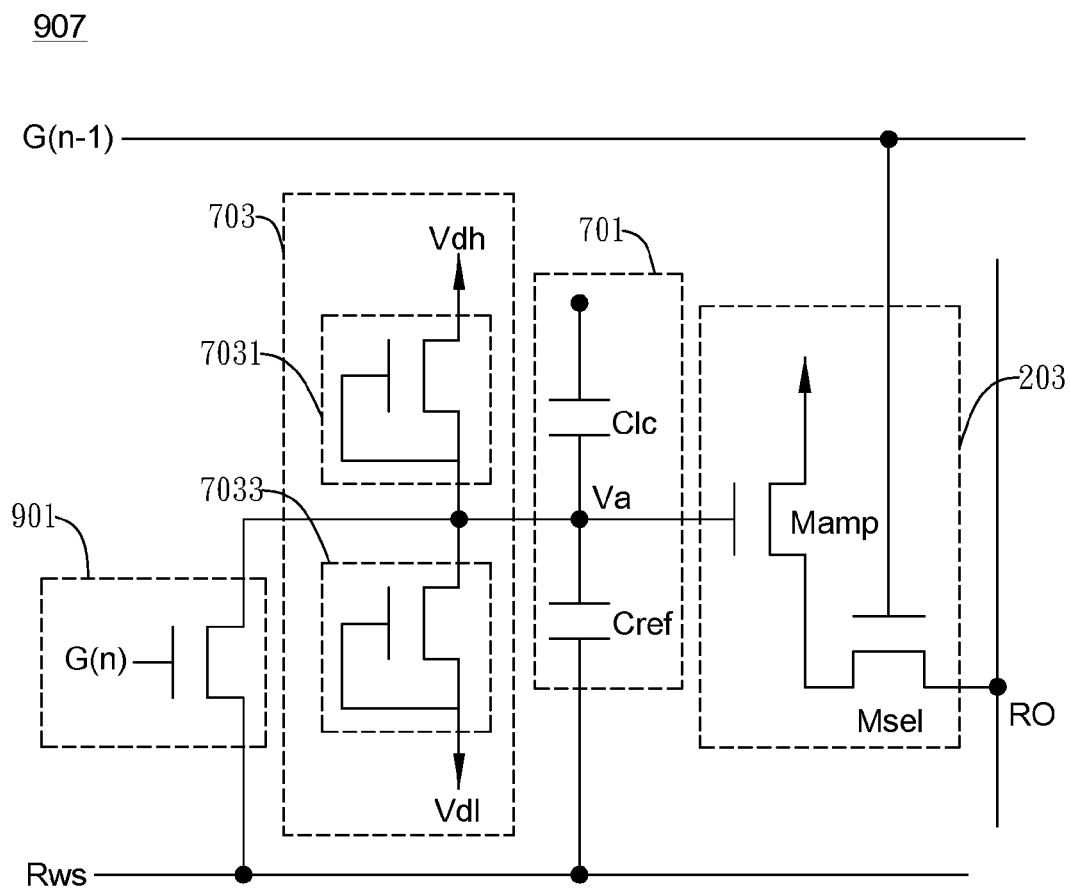 907
G(n-1)
703
Vdh
701
7031
203
Clc
7033
Va
901
Mamp
Cref
G(n)
Msel
RO
Vdl
Rws